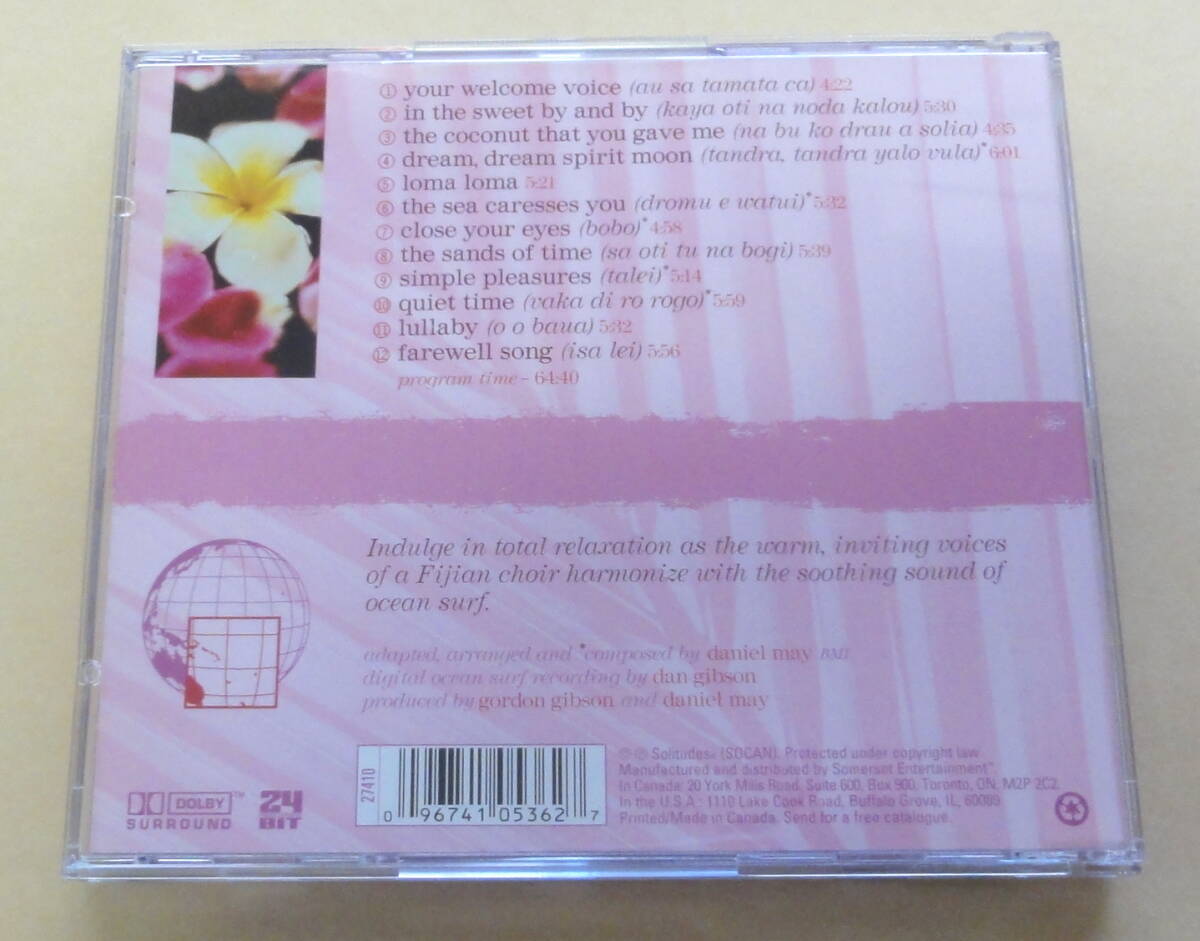 ① your welcome voice (au sa tamata ca) 4:22
② in the sweet by and by (kaya oti na noda kalou) 5:30
③ the coconut that you gave me (na bu ko drau a solia) 4:35
④ dream, dream spirit moon (tandra, tandra yalo vula)* 6:01
⑤ loma loma 5:21
⑥ the sea caresses you (dromu e watui)* 5:32
⑦ close your eyes (bobo)* 4:58
⑧ the sands of time (sa oti tu na bogi) 5:39
⑨ simple pleasures (talei)* 5:14
⑩ quiet time (vaka di ro rogo)* 5:59
⑪ lullaby (o o baua) 5:32
⑫ farewell song (isa lei) 5:56
program time - 64:40
Indulge in total relaxation as the warm, inviting voices
of a Fijian choir harmonize with the soothing sound of
ocean surf.
adapted, arranged and *composed by daniel may BMI
digital ocean surf recording by dan gibson
produced by gordon gibson and daniel may
DOLBY™
SURROUND
24
BIT
27410
0 96741 05362 7
© ℗ Solitudes (SOCAN). Protected under copyright law.
Manufactured and distributed by Somerset Entertainment™.
In Canada: 20 York Mills Road, Suite 600, Box 900, Toronto, ON, M2P 2C2.
In the U.S.A.: 1110 Lake Cook Road, Buffalo Grove, IL, 60089.
Printed/Made in Canada. Send for a free catalogue.